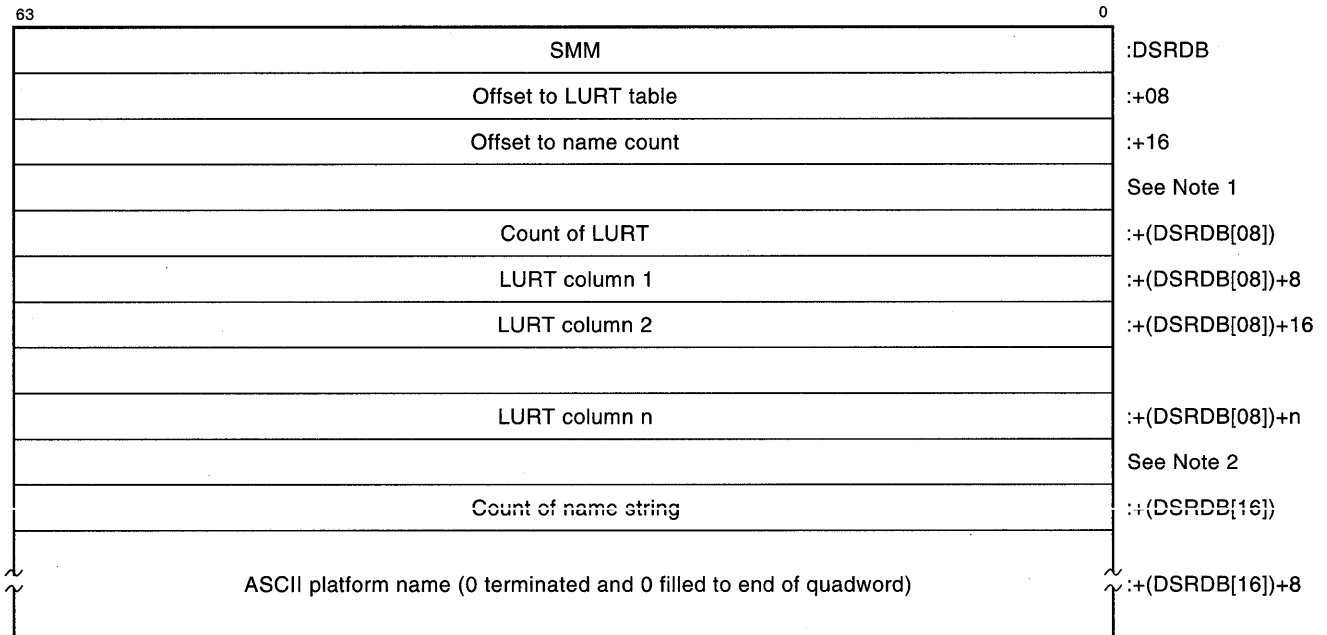 63 0
SMM :DSRDB
Offset to LURT table :+08
Offset to name count :+16
See Note 1
Count of LURT :+(DSRDB[08])
LURT column 1 :+(DSRDB[08])+8
LURT column 2 :+(DSRDB[08])+16
LURT column n :+(DSRDB[08])+n
See Note 2
Count of name string :+(DSRDB[16])
ASCII platform name (0 terminated and 0 filled to end of quadword) :+(DSRDB[16])+8